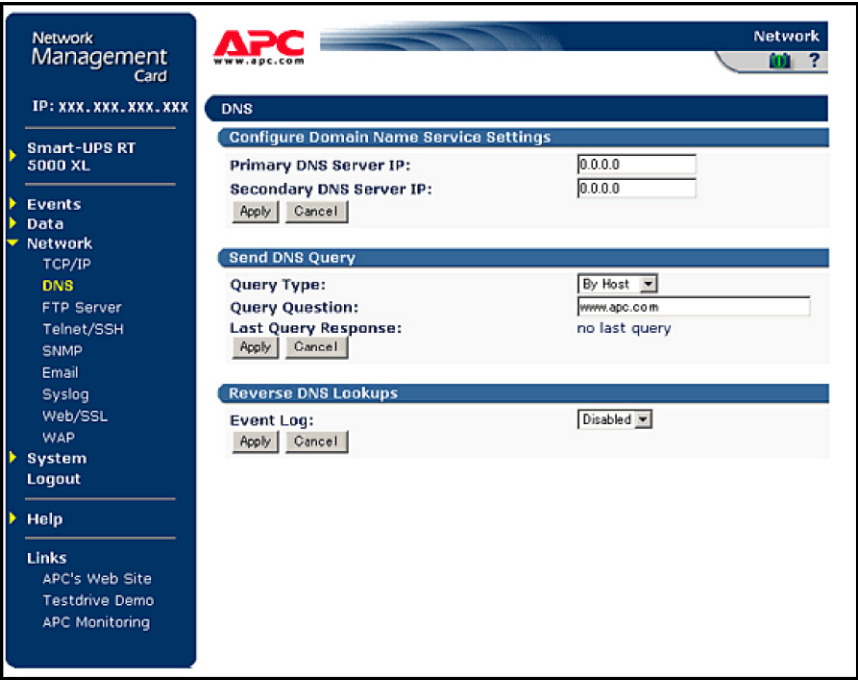 Network
Management
Card
IP: xxx.xxx.xxx.xxx
Smart-UPS RT
5000 XL
Events
Data
Network
TCP/IP
DNS
FTP Server
Telnet/SSH
SNMP
Email
Syslog
Web/SSL
WAP
System
Logout
Help
Links
APC's Web Site
Testdrive Demo
APC Monitoring
APC
www.apc.com
Network
?
DNS
Configure Domain Name Service Settings
Primary DNS Server IP: 0.0.0.0
Secondary DNS Server IP: 0.0.0.0
Apply Cancel
Send DNS Query
Query Type: By Host
Query Question: www.apc.com
Last Query Response: no last query
Apply Cancel
Reverse DNS Lookups
Event Log: Disabled
Apply Cancel